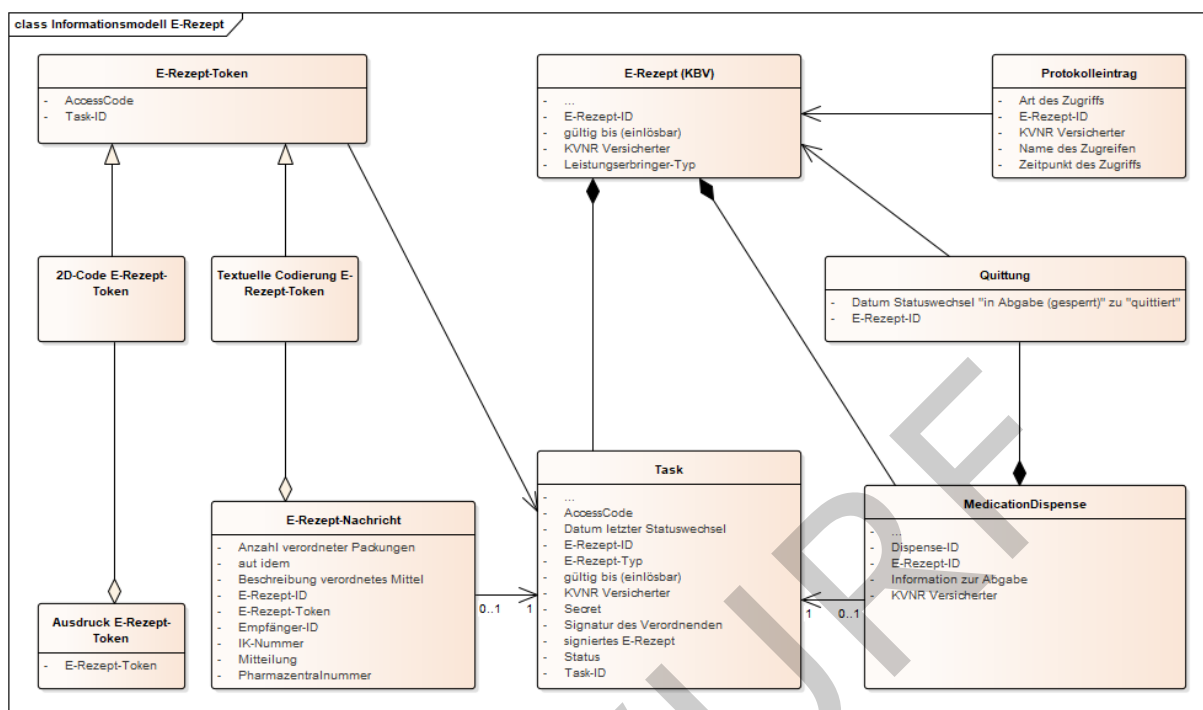 class Informationsmodell E-Rezept
E-Rezept-Token
- AccessCode
- Task-ID
E-Rezept (KBV)
- ...
- E-Rezept-ID
- gültig bis (einlösbar)
- KVNR Versicherter
- Leistungserbringer-Typ
Protokolleintrag
- Art des Zugriffs
- E-Rezept-ID
- KVNR Versicherter
- Name des Zugreifen
- Zeitpunkt des Zugriffs
2D-Code E-Rezept-
Token
Textuelle Codierung E-
Rezept-Token
Quittung
- Datum Statuswechsel "in Abgabe (gesperrt)" zu "quittiert"
- E-Rezept-ID
Ausdruck E-Rezept-
Token
- E-Rezept-Token
E-Rezept-Nachricht
- Anzahl verordneter Packungen
- aut idem
- Beschreibung verordnetes Mittel
- E-Rezept-ID
- E-Rezept-Token
- Empfänger-ID
- IK-Nummer
- Mitteilung
- Pharmazentralnummer
0..1
1
Task
- ...
- AccessCode
- Datum letzter Statuswechsel
- E-Rezept-ID
- E-Rezept-Typ
- gültig bis (einlösbar)
- KVNR Versicherter
- Secret
- Signatur des Verordnenden
- signiertes E-Rezept
- Status
- Task-ID
1
0..1
MedicationDispense
- ...
- Dispense-ID
- E-Rezept-ID
- Information zur Abgabe
- KVNR Versicherter
URF